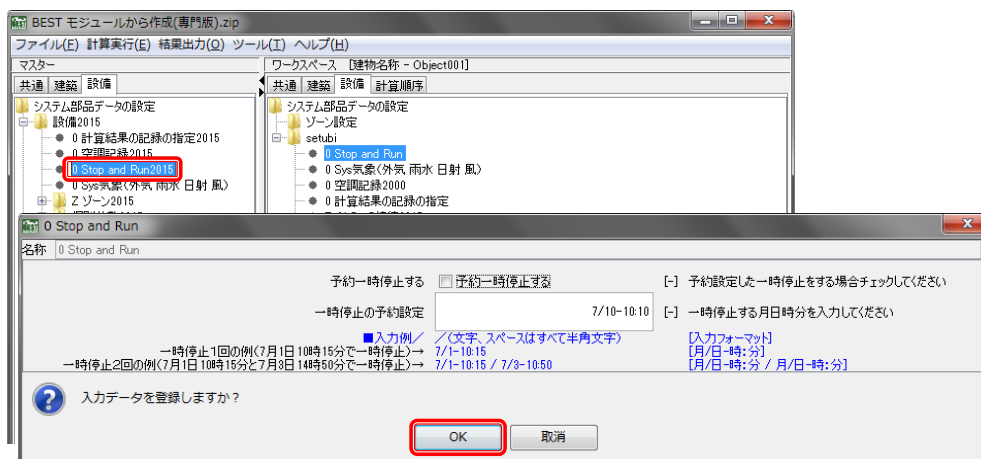 BEST モジュールから作成(専門版).zip
ファイル(F) 計算実行(E) 結果出力(O) ツール(T) ヘルプ(H)
マスター
共通 建築 設備
システム部品データの設定
設備2015
0 計算結果の記録の指定2015
0 空調記録2015
0 Stop and Run2015
0 Sys気象(外気 雨水 日射 風)
Z ゾーン2015
ワークスペース [建物名称 - Object001]
共通 建築 設備 計算順序
システム部品データの設定
ゾーン設定
setubi
0 Stop and Run
0 Sys気象(外気 雨水 日射 風)
0 空調記録2000
0 計算結果の記録の指定
0 Stop and Run
名称 0 Stop and Run
予約一時停止する 予約一時停止する [-] 予約設定した一時停止をする場合チェックしてください
一時停止の予約設定 7/10-10:10 [-] 一時停止する月日時分を入力してください
■入力例／ ／(文字、スペースはすべて半角文字) [入力フォーマット]
一時停止1回の例(7月1日10時15分で一時停止)→ 7/1-10:15 [月/日-時:分]
一時停止2回の例(7月1日10時15分と7月3日14時50分で一時停止)→ 7/1-10:15 / 7/3-10:50 [月/日-時:分 / 月/日-時:分]
入力データを登録しますか？
OK 取消